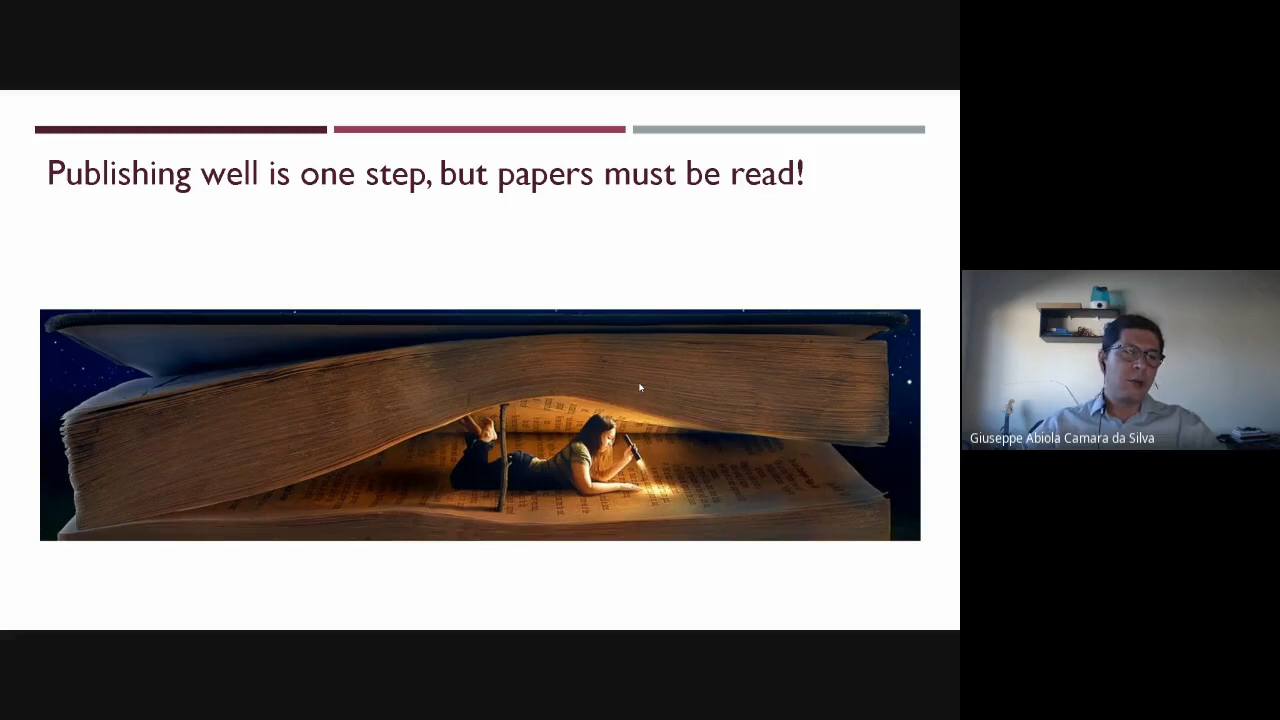 Publishing well is one step, but papers must be read!
Giuseppe Abiola Camara da Silva